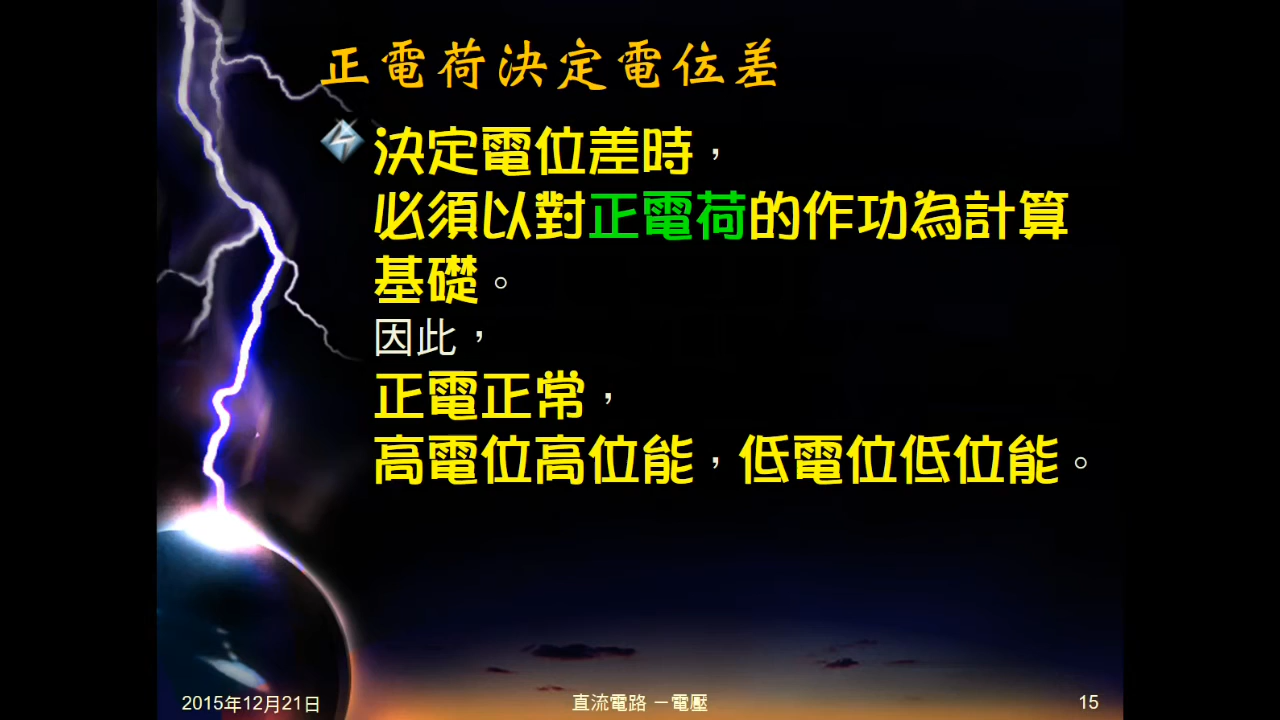 正電荷決定電位差
決定電位差時，
必須以對正電荷的作功為計算
基礎。
因此，
正電正常，
高電位高位能，低電位低位能。
2015年12月21日
直流電路 －電壓
15